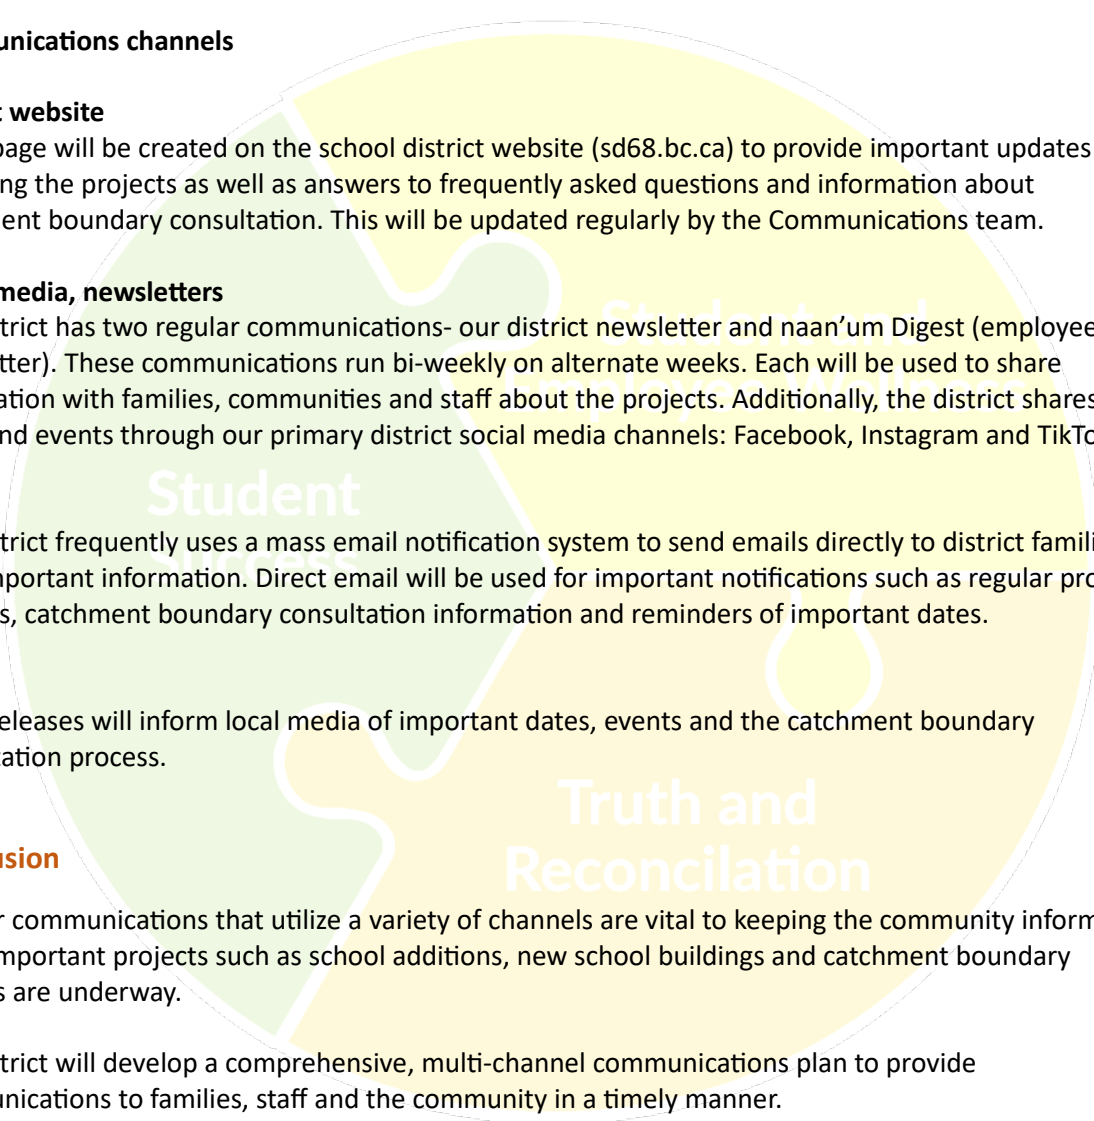 unications channels
t website
page will be created on the school district website (sd68.bc.ca) to provide important updates
ing the projects as well as answers to frequently asked questions and information about
ent boundary consultation. This will be updated regularly by the Communications team.
media, newsletters
trict has two regular communications- our district newsletter and naan’um Digest (employee
tter). These communications run bi-weekly on alternate weeks. Each will be used to share
ation with families, communities and staff about the projects. Additionally, the district shares
nd events through our primary district social media channels: Facebook, Instagram and TikTo
trict frequently uses a mass email notification system to send emails directly to district famili
mportant information. Direct email will be used for important notifications such as regular pro
s, catchment boundary consultation information and reminders of important dates.
eleases will inform local media of important dates, events and the catchment boundary
tation process.
usion
r communications that utilize a variety of channels are vital to keeping the community inform
mportant projects such as school additions, new school buildings and catchment boundary
s are underway.
trict will develop a comprehensive, multi-channel communications plan to provide
unications to families, staff and the community in a timely manner.
Student and
Employee Wellness
Student
Success
Truth and
Reconcilation